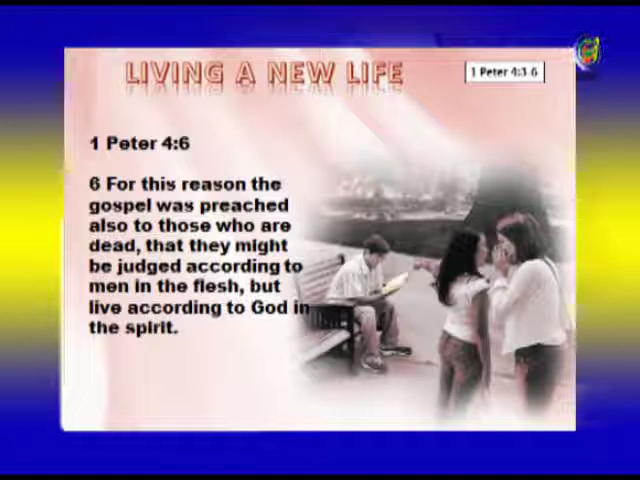 LIVING A NEW LIFE
1 Peter 4:3-6
1 Peter 4:6
6 For this reason the
gospel was preached
also to those who are
dead, that they might
be judged according to
men in the flesh, but
live according to God in
the spirit.